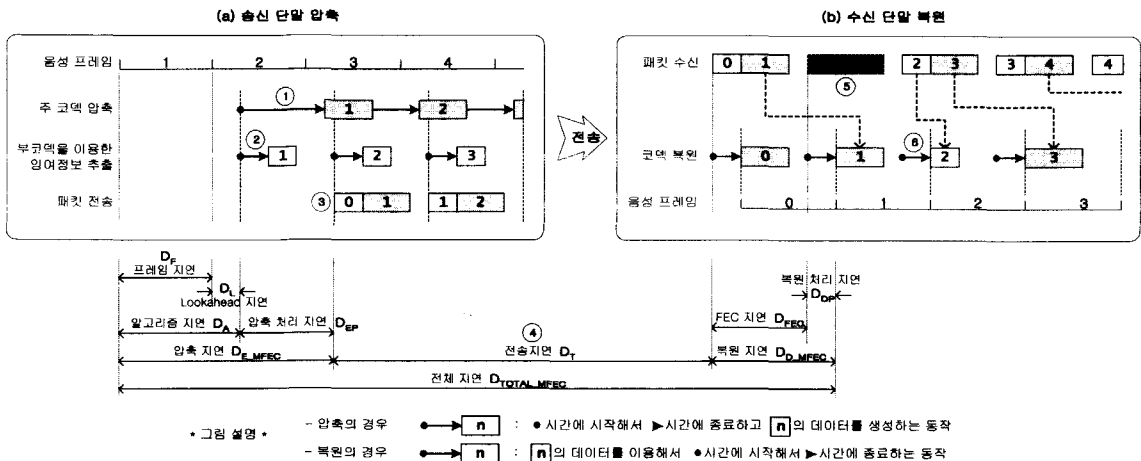 (a) 송신 단말 압축
(b) 수신 단말 복원
음성 프레임
1 2 3 4
주 코덱 압축
① 1 2
부코덱을 이용한
잉여정보 추출
② 1 2 3
패킷 전송
③ 0 1 1 2
전송
패킷 수신
0 1 2 3 3 4 4
⑤
코덱 복원
0 1 ⑥ 2 3
음성 프레임
0 1 2 3
D_F
프레임 지연
D_L
Lookahead 지연
알고리즘 지연 D_A
압축 처리 지연 D_EP
압축 지연 D_E_MFEC
④
전송지연 D_T
복원 처리 지연
D_DP
FEC 지연 D_FEC
복원 지연 D_D_MFEC
전체 지연 D_TOTAL_MFEC
* 그림 설명 *
- 압축의 경우 ●→ n : ● 시간에 시작해서 ▶시간에 종료하고 n의 데이터를 생성하는 동작
- 복원의 경우 ●→ n : n의 데이터를 이용해서 ●시간에 시작해서 ▶시간에 종료하는 동작